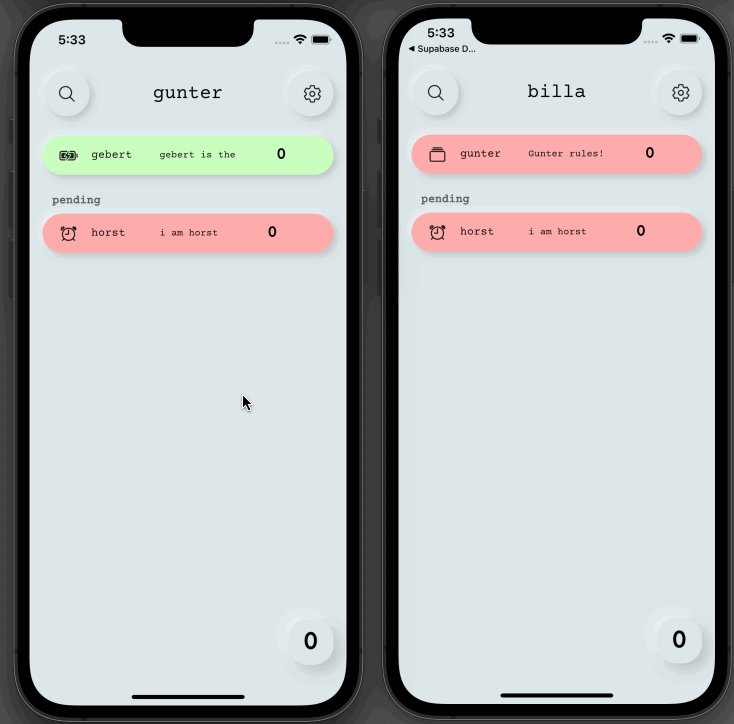 5:33
gunter
gebert gebert is the 0
pending
horst i am horst 0
0
5:33
◀ Supabase D...
billa
gunter Gunter rules! 0
pending
horst i am horst 0
0